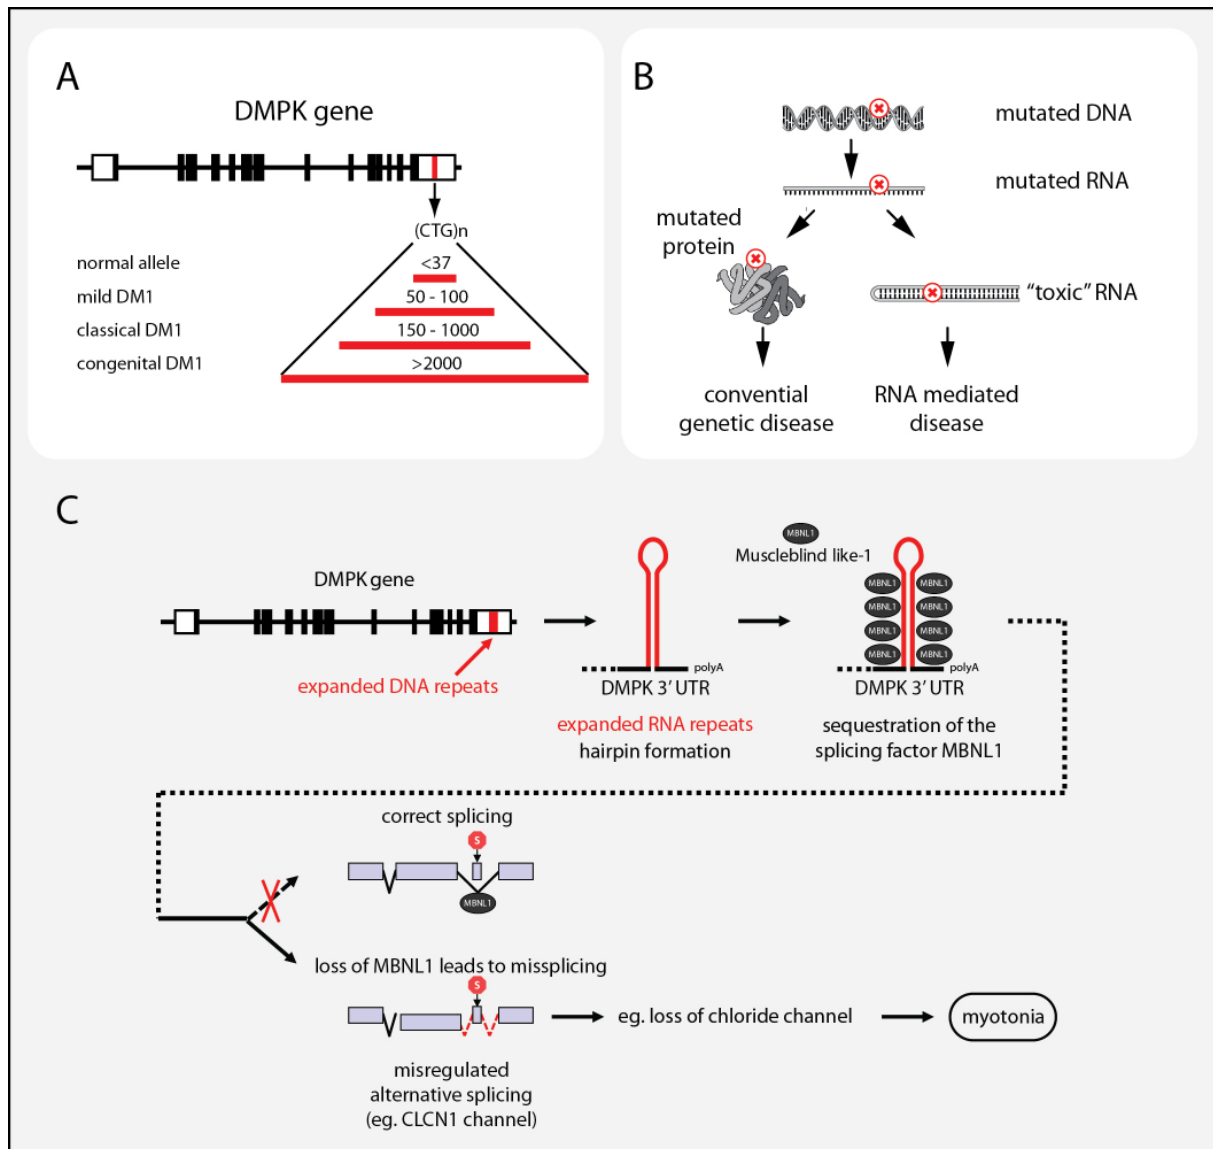 A
DMPK gene
(CTG)n
normal allele
<37
mild DM1
50 - 100
classical DM1
150 - 1000
congenital DM1
>2000
B
mutated DNA
mutated RNA
mutated
protein
"toxic" RNA
convential
genetic disease
RNA mediated
disease
C
DMPK gene
expanded DNA repeats
polyA
DMPK 3' UTR
expanded RNA repeats
hairpin formation
MBNL1
Muscleblind like-1
MBNL1 MBNL1
MBNL1 MBNL1
MBNL1 MBNL1
MBNL1 MBNL1
polyA
DMPK 3' UTR
sequestration of the
splicing factor MBNL1
correct splicing
S
MBNL1
loss of MBNL1 leads to missplicing
S
eg. loss of chloride channel
myotonia
misregulated
alternative splicing
(eg. CLCN1 channel)